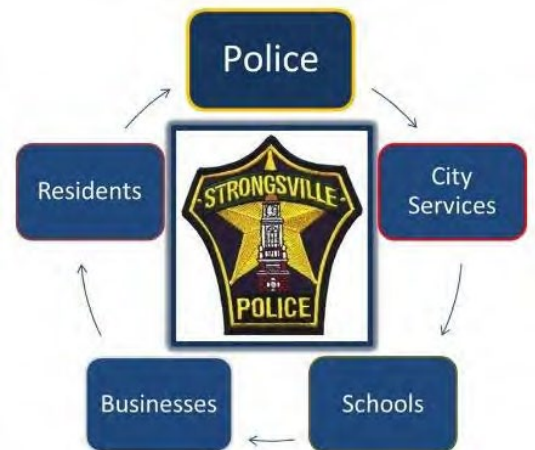 Police
City
Services
Schools
Businesses
Residents
STRONGSVILLE
POLICE